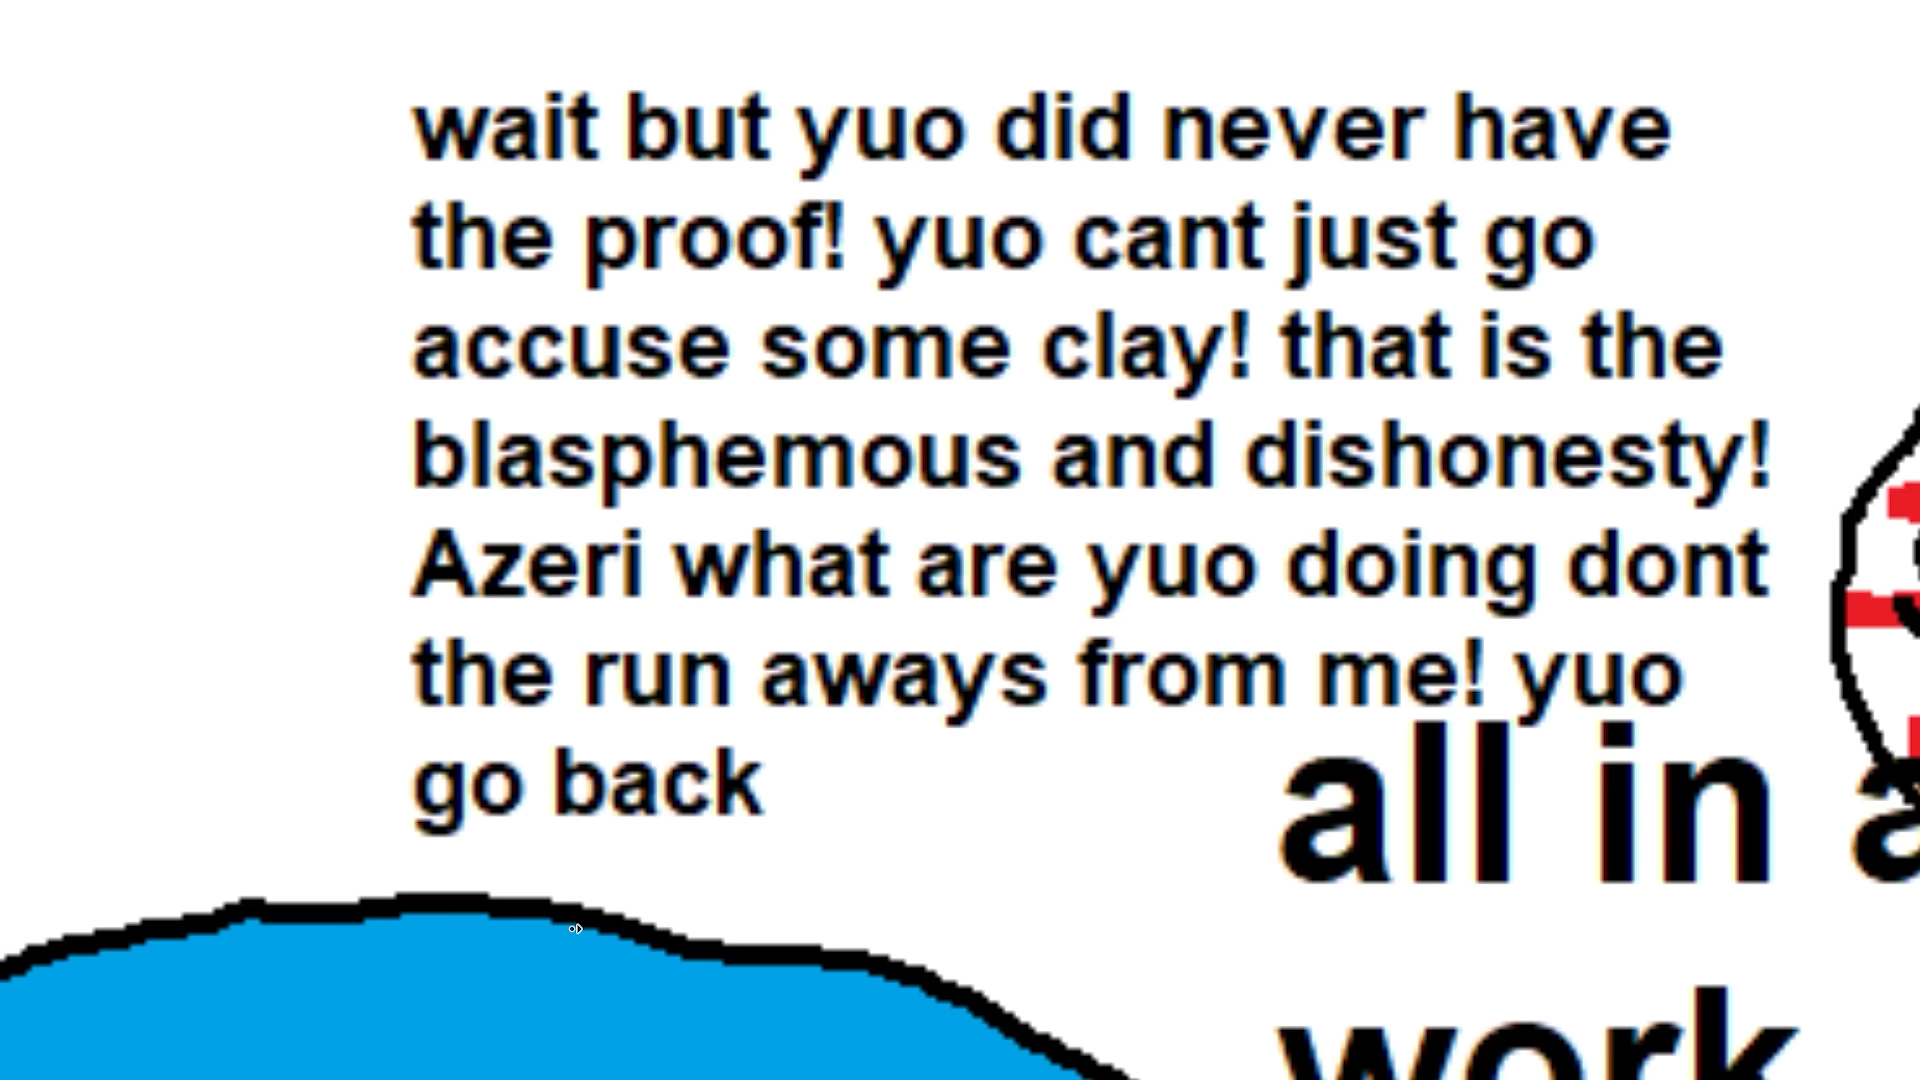 wait but yuo did never have
the proof! yuo cant just go
accuse some clay! that is the
blasphemous and dishonesty!
Azeri what are yuo doing dont
the run aways from me! yuo
go back
all in a
work